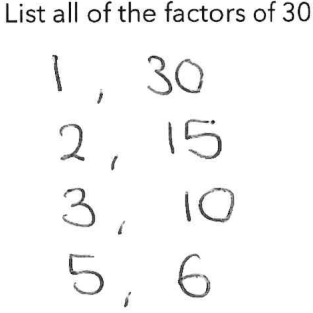 List all of the factors of 30
1, 30
2, 15
3, 10
5, 6